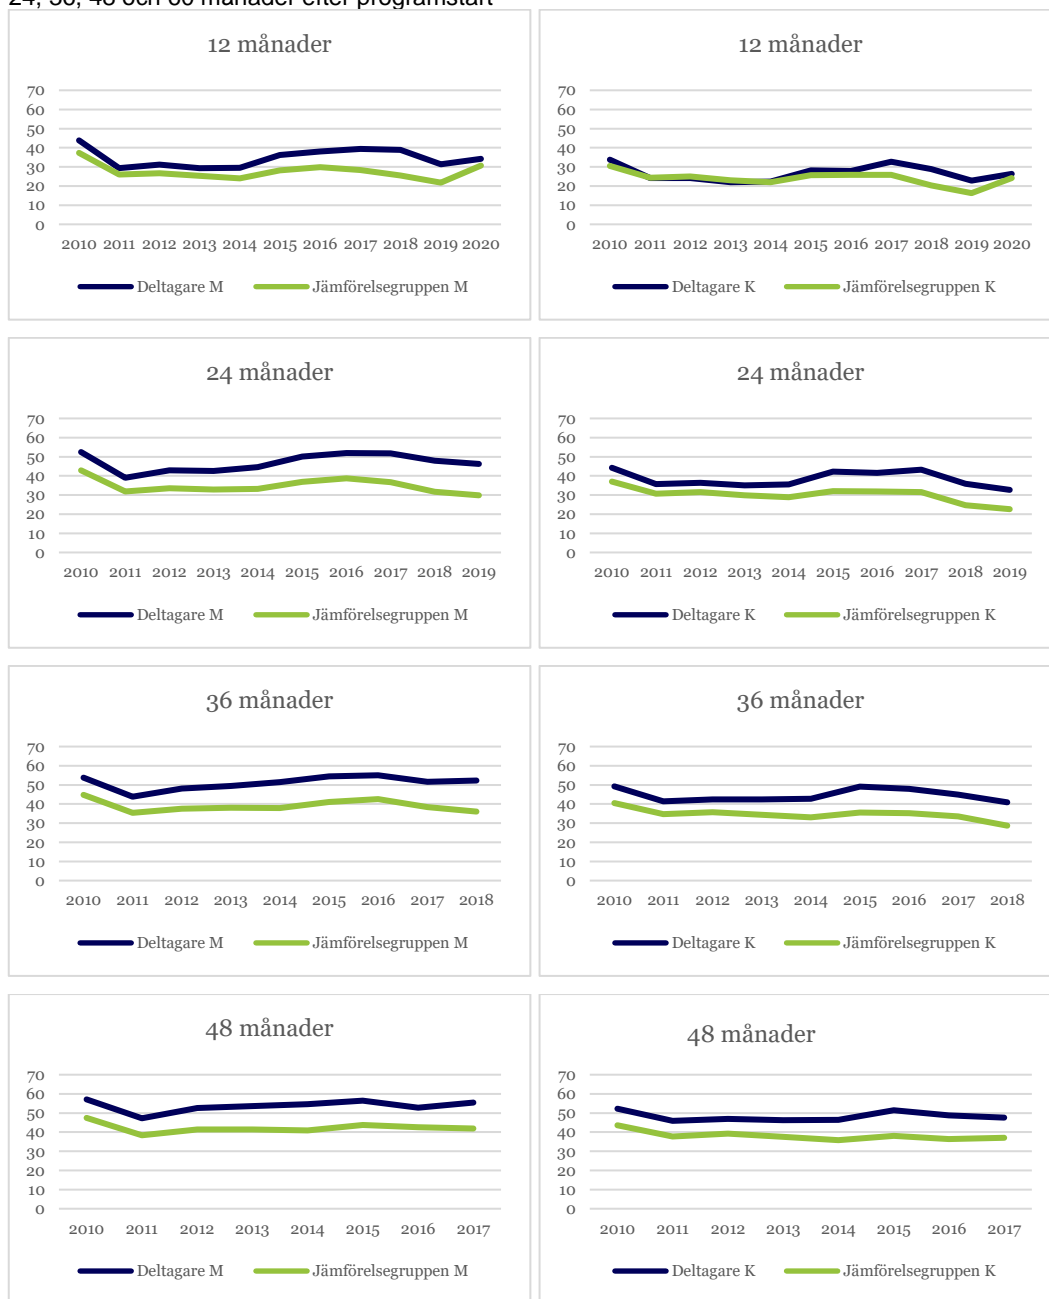 24, 36, 48 och 60 månader efter programstart
12 månader
70
60
50
40
30
20
10
0
2010 2011 2012 2013 2014 2015 2016 2017 2018 2019 2020
Deltagare M Jämförelsegruppen M
12 månader
70
60
50
40
30
20
10
0
2010 2011 2012 2013 2014 2015 2016 2017 2018 2019 2020
Deltagare K Jämförelsegruppen K
24 månader
70
60
50
40
30
20
10
0
2010 2011 2012 2013 2014 2015 2016 2017 2018 2019
Deltagare M Jämförelsegruppen M
24 månader
70
60
50
40
30
20
10
0
2010 2011 2012 2013 2014 2015 2016 2017 2018 2019
Deltagare K Jämförelsegruppen K
36 månader
70
60
50
40
30
20
10
0
2010 2011 2012 2013 2014 2015 2016 2017 2018
Deltagare M Jämförelsegruppen M
36 månader
70
60
50
40
30
20
10
0
2010 2011 2012 2013 2014 2015 2016 2017 2018
Deltagare K Jämförelsegruppen K
48 månader
70
60
50
40
30
20
10
0
2010 2011 2012 2013 2014 2015 2016 2017
Deltagare M Jämförelsegruppen M
48 månader
70
60
50
40
30
20
10
0
2010 2011 2012 2013 2014 2015 2016 2017
Deltagare K Jämförelsegruppen K